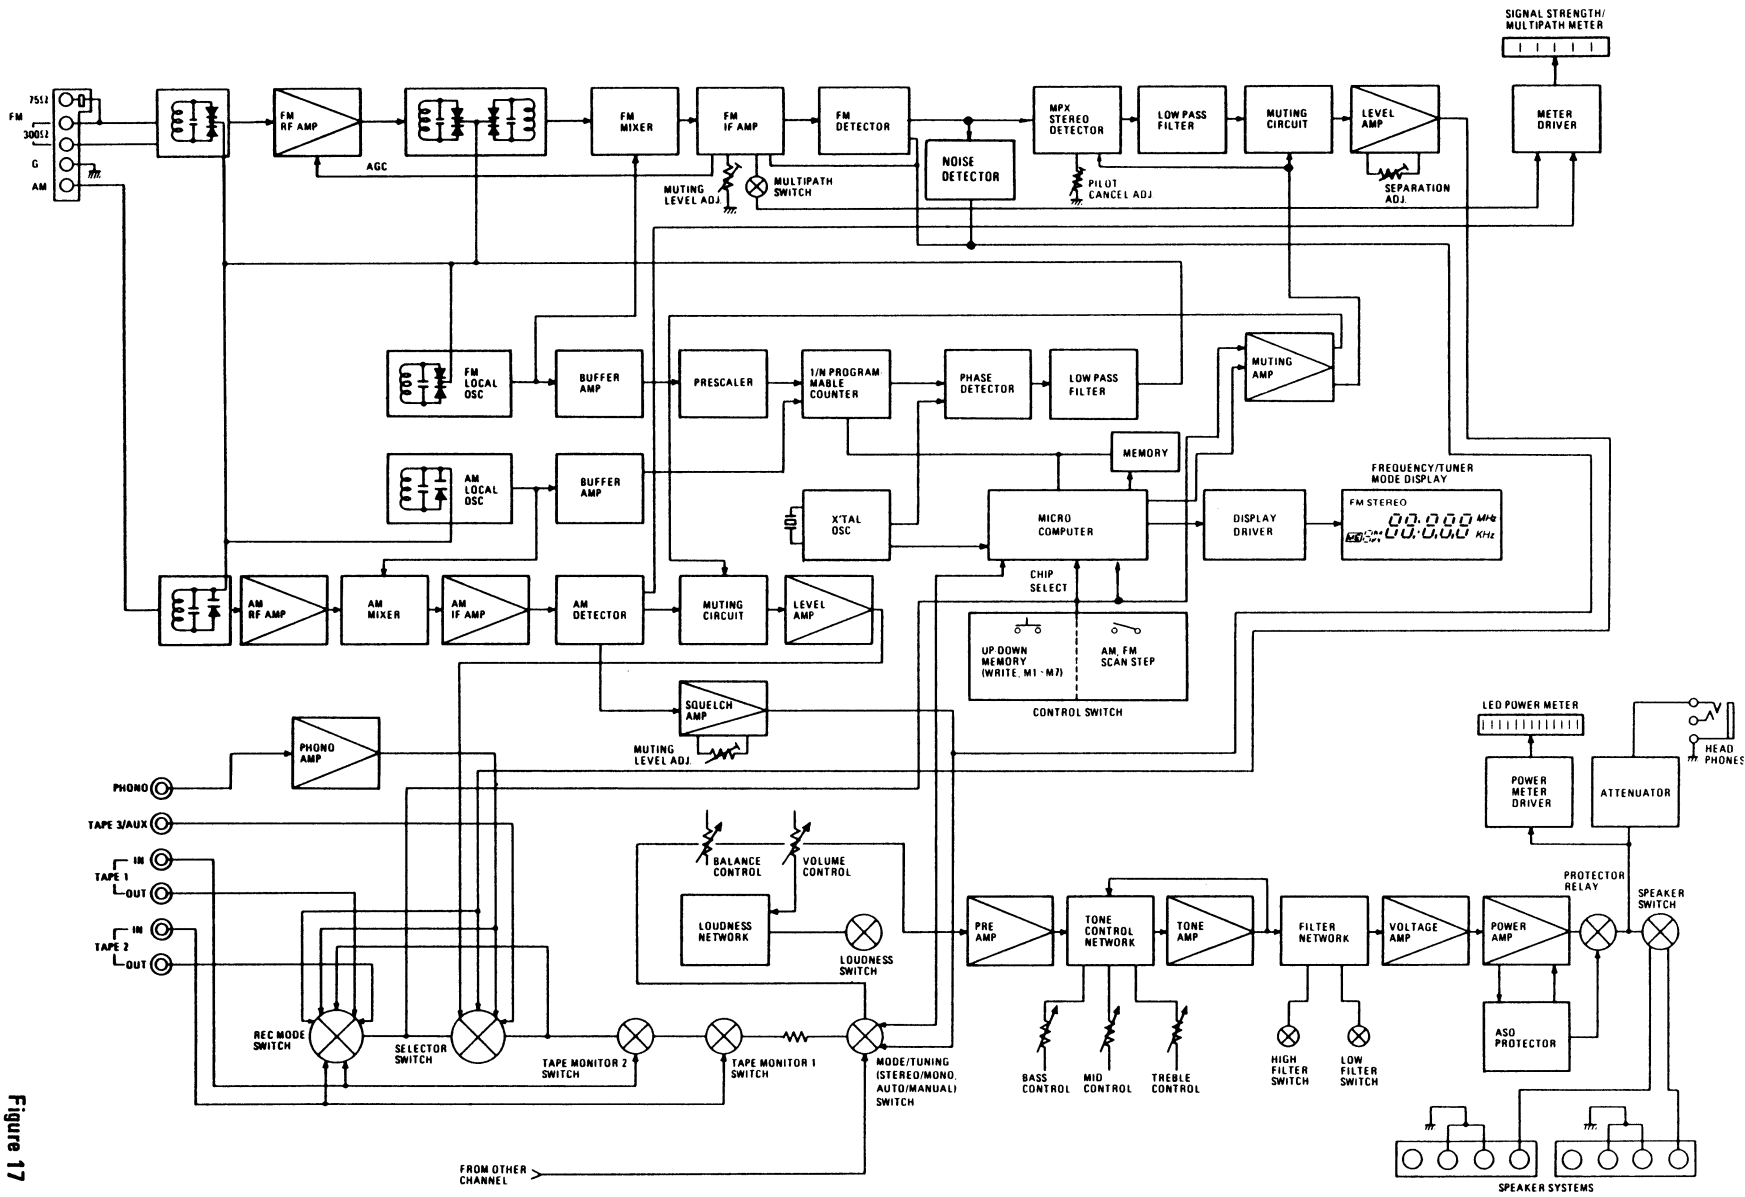 SIGNAL STRENGTH/
MULTIPATH METER
75Ω
FM
300Ω
G
AM
FM
RF AMP
AGC
FM
MIXER
FM
IF AMP
FM
DETECTOR
MPX
STEREO
DETECTOR
LOW PASS
FILTER
MUTING
CIRCUIT
LEVEL
AMP
METER
DRIVER
MUTING
LEVEL ADJ.
MULTIPATH
SWITCH
NOISE
DETECTOR
PILOT
CANCEL ADJ.
SEPARATION
ADJ.
FM
LOCAL
OSC
BUFFER
AMP
PRESCALER
1/N PROGRAM
MABLE
COUNTER
PHASE
DETECTOR
LOW PASS
FILTER
MUTING
AMP
AM
LOCAL
OSC
BUFFER
AMP
MEMORY
X'TAL
OSC
MICRO
COMPUTER
DISPLAY
DRIVER
FREQUENCY/TUNER
MODE DISPLAY
FM STEREO
00:000 MHz
00:0,0,0 KHz
CHIP
SELECT
AM
RF AMP
AM
MIXER
AM
IF AMP
AM
DETECTOR
MUTING
CIRCUIT
LEVEL
AMP
UP-DOWN
MEMORY
(WRITE, M1 - M7)
AM, FM
SCAN STEP
CONTROL SWITCH
SQUELCH
AMP
MUTING
LEVEL ADJ.
PHONO
AMP
PHONO
TAPE 3/AUX
IN
TAPE 1
OUT
IN
TAPE 2
OUT
BALANCE
CONTROL
VOLUME
CONTROL
LOUDNESS
NETWORK
LOUDNESS
SWITCH
LED POWER METER
POWER
METER
DRIVER
ATTENUATOR
HEAD
PHONES
PROTECTOR
RELAY
SPEAKER
SWITCH
PRE
AMP
TONE
CONTROL
NETWORK
TONE
AMP
FILTER
NETWORK
VOLTAGE
AMP
POWER
AMP
ASO
PROTECTOR
REC MODE
SWITCH
SELECTOR
SWITCH
TAPE MONITOR 2
SWITCH
TAPE MONITOR 1
SWITCH
MODE/TUNING
(STEREO/MONO,
AUTO/MANUAL)
SWITCH
BASS
CONTROL
MID
CONTROL
TREBLE
CONTROL
HIGH
FILTER
SWITCH
LOW
FILTER
SWITCH
FROM OTHER
CHANNEL
SPEAKER SYSTEMS
Figure 17